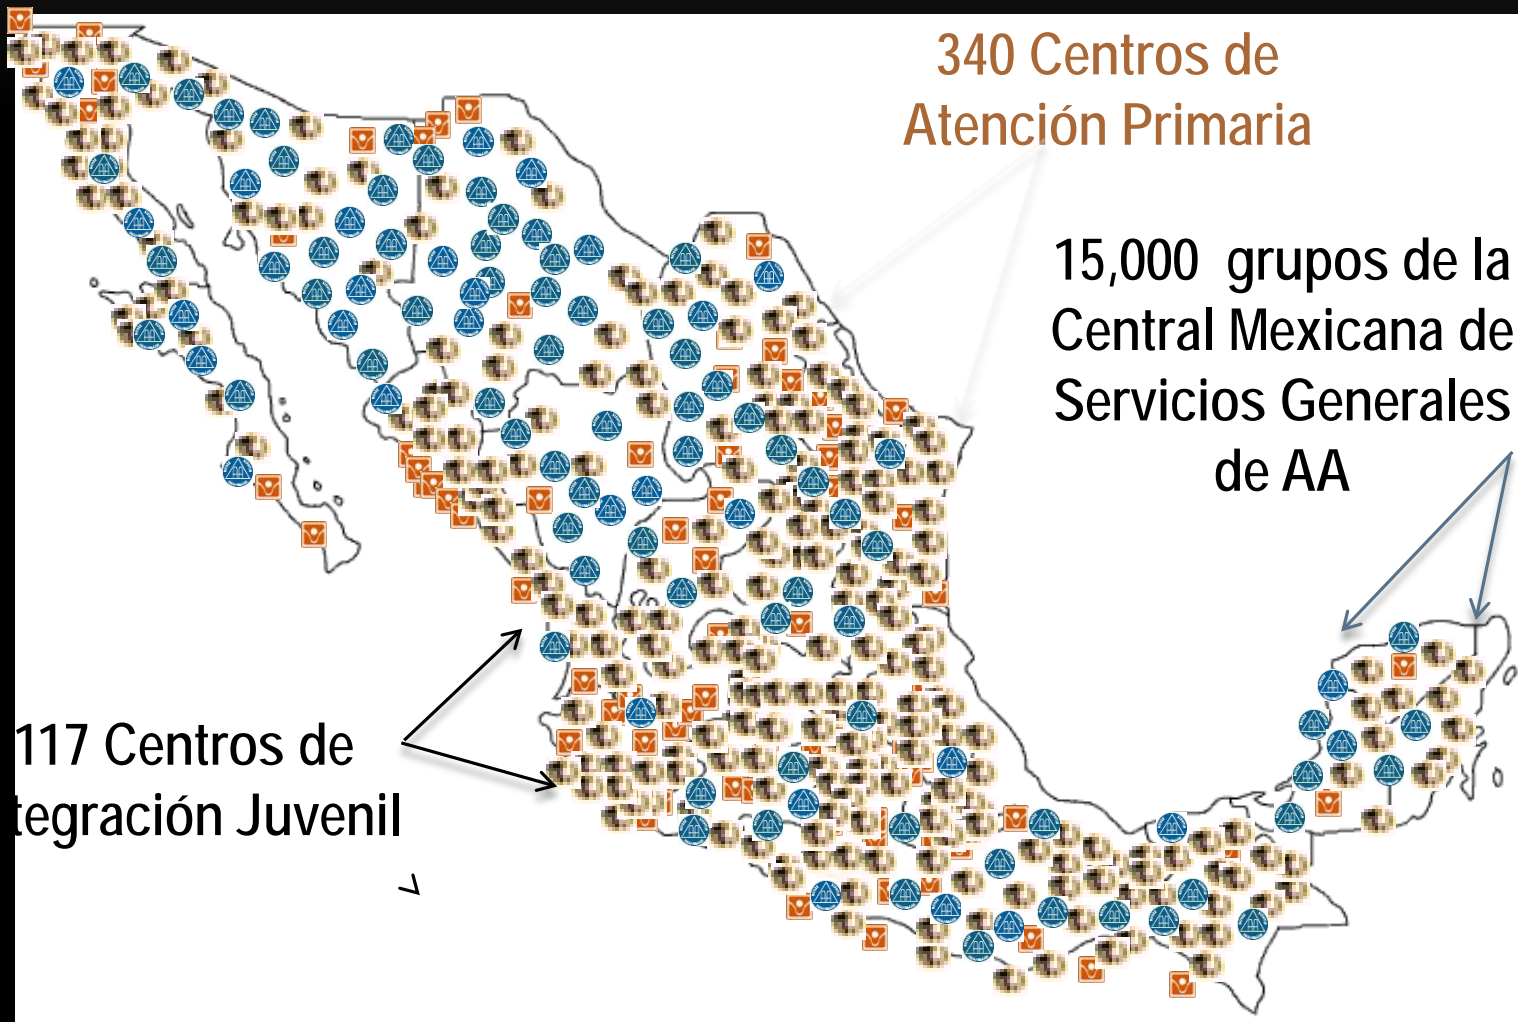 340 Centros de
Atención Primaria
15,000 grupos de la
Central Mexicana de
Servicios Generales
de AA
117 Centros de
tegración Juvenil